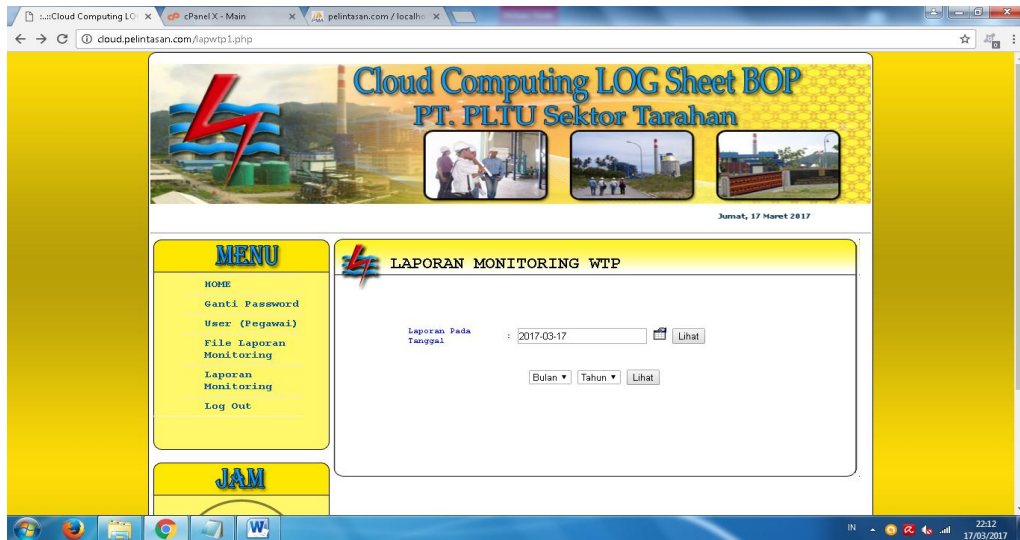 :...::Cloud Computing LO
cPanel X - Main
pelintasan.com / localho
cloud.pelintasan.com/lapwtp1.php
Cloud Computing LOG Sheet BOP
PT. PLTU Sektor Tarahan
Jumat, 17 Maret 2017
MENU
HOME
Ganti Password
User (Pegawai)
File Laporan
Monitoring
Laporan
Monitoring
Log Out
JAM
LAPORAN MONITORING WTP
Laporan Pada
Tanggal
: 2017-03-17 Lihat
Bulan Tahun Lihat
IN
22:12
17/03/2017